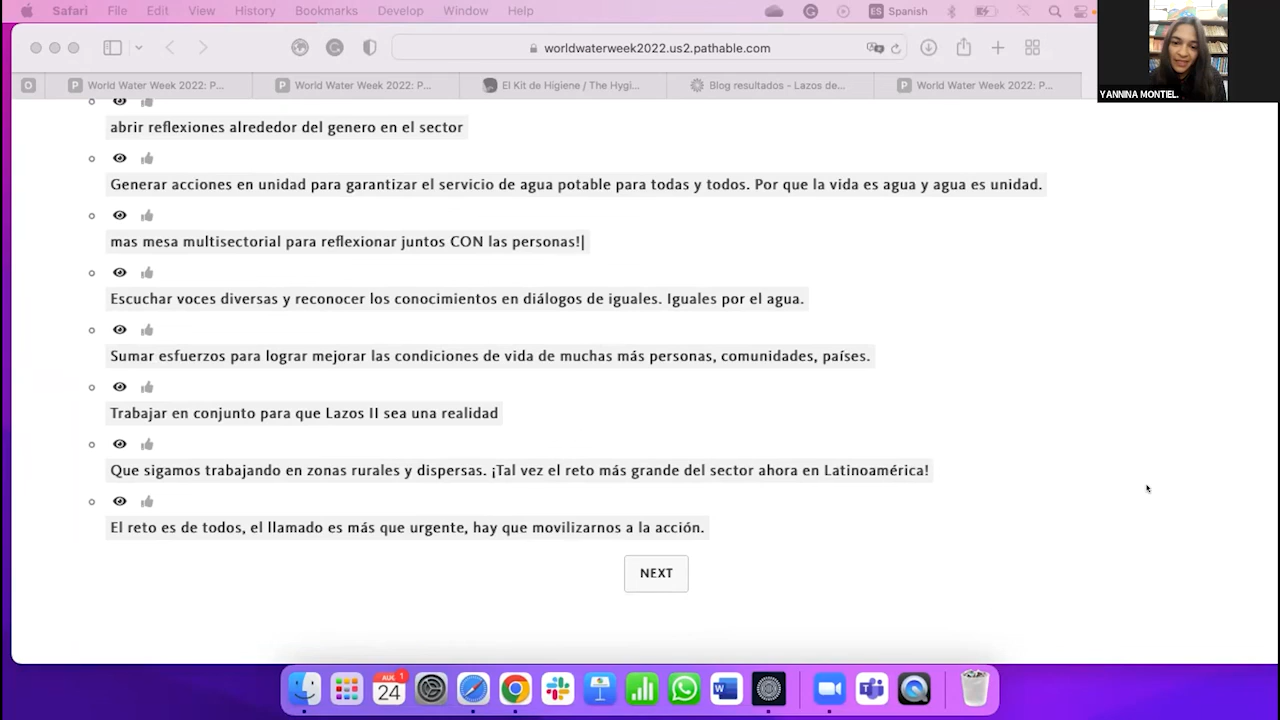 Safari File Edit View History Bookmarks Develop Window Help ES Spanish
worldwaterweek2022.us2.pathable.com
World Water Week 2022: P... World Water Week 2022: P... El Kit de Higiene / The Hygi... Blog resultados - Lazos de... World Water Week 2022: P...
YANNINA MONTIEL.
abrir reflexiones alrededor del genero en el sector
Generar acciones en unidad para garantizar el servicio de agua potable para todas y todos. Por que la vida es agua y agua es unidad.
mas mesa multisectorial para reflexionar juntos CON las personas!|
Escuchar voces diversas y reconocer los conocimientos en diálogos de iguales. Iguales por el agua.
Sumar esfuerzos para lograr mejorar las condiciones de vida de muchas más personas, comunidades, países.
Trabajar en conjunto para que Lazos II sea una realidad
Que sigamos trabajando en zonas rurales y dispersas. ¡Tal vez el reto más grande del sector ahora en Latinoamérica!
El reto es de todos, el llamado es más que urgente, hay que movilizarnos a la acción.
NEXT
AUG 1
24